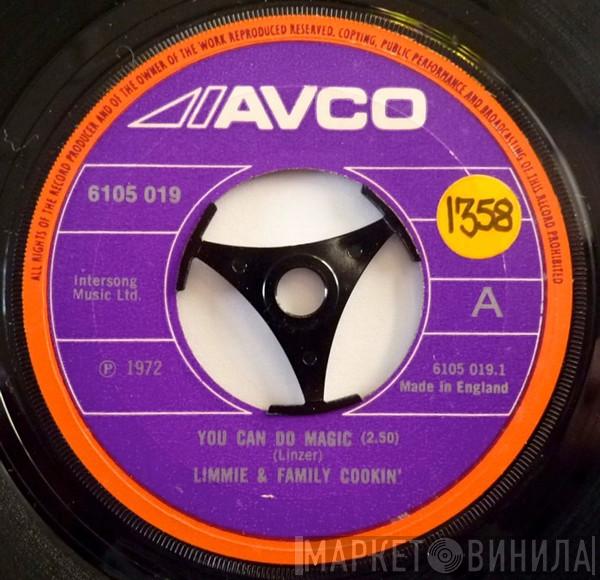 ALL RIGHTS OF THE RECORD PRODUCER AND OF THE OWNER OF THE WORK REPRODUCED RESERVED. COPYING, PUBLIC PERFORMANCE AND BROADCASTING OF THIS RECORD PROHIBITED
AVCO
6105 019
1358
Intersong
Music Ltd.
A
℗ 1972
6105 019.1
Made in England
YOU CAN DO MAGIC (2.50)
(Linzer)
LIMMIE & FAMILY COOKIN'
МАРКЕТ ВИНИЛА